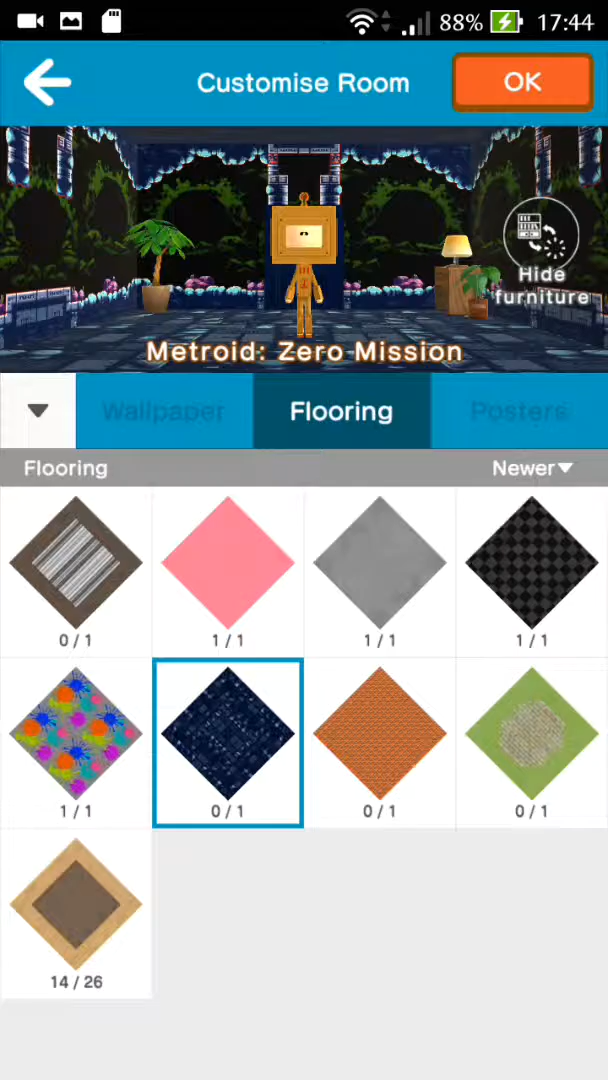 88% 17:44
Customise Room OK
Hide
furniture
Metroid: Zero Mission
Wallpaper Flooring Posters
Flooring Newer
0 / 1 1 / 1 1 / 1 1 / 1
1 / 1 0 / 1 0 / 1 0 / 1
14 / 26